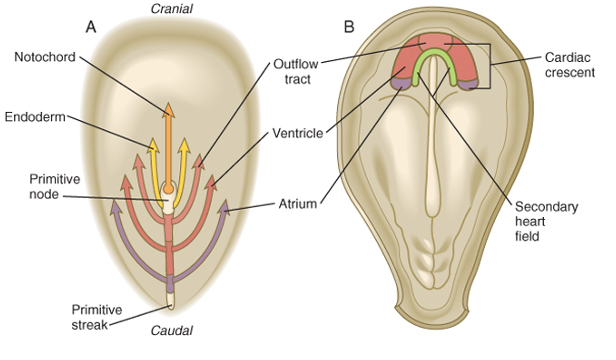 Cranial
A
B
Notochord
Endoderm
Primitive
node
Primitive
streak
Caudal
Outflow
tract
Ventricle
Atrium
Cardiac
crescent
Secondary
heart
field